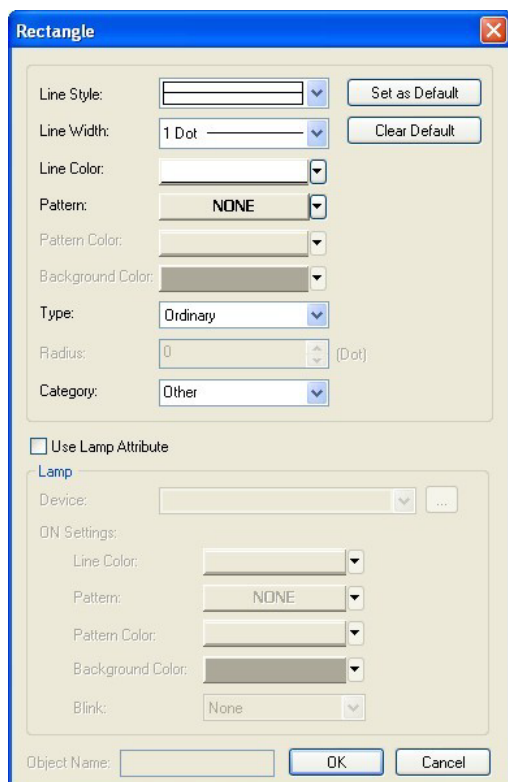 Rectangle
Line Style: Set as Default
Line Width: 1 Dot Clear Default
Line Color:
Pattern: NONE
Pattern Color:
Background Color:
Type: Ordinary
Radius: 0 (Dot)
Category: Other
Use Lamp Attribute
Lamp
Device: ...
ON Settings:
Line Color:
Pattern: NONE
Pattern Color:
Background Color:
Blink: None
Object Name: OK Cancel